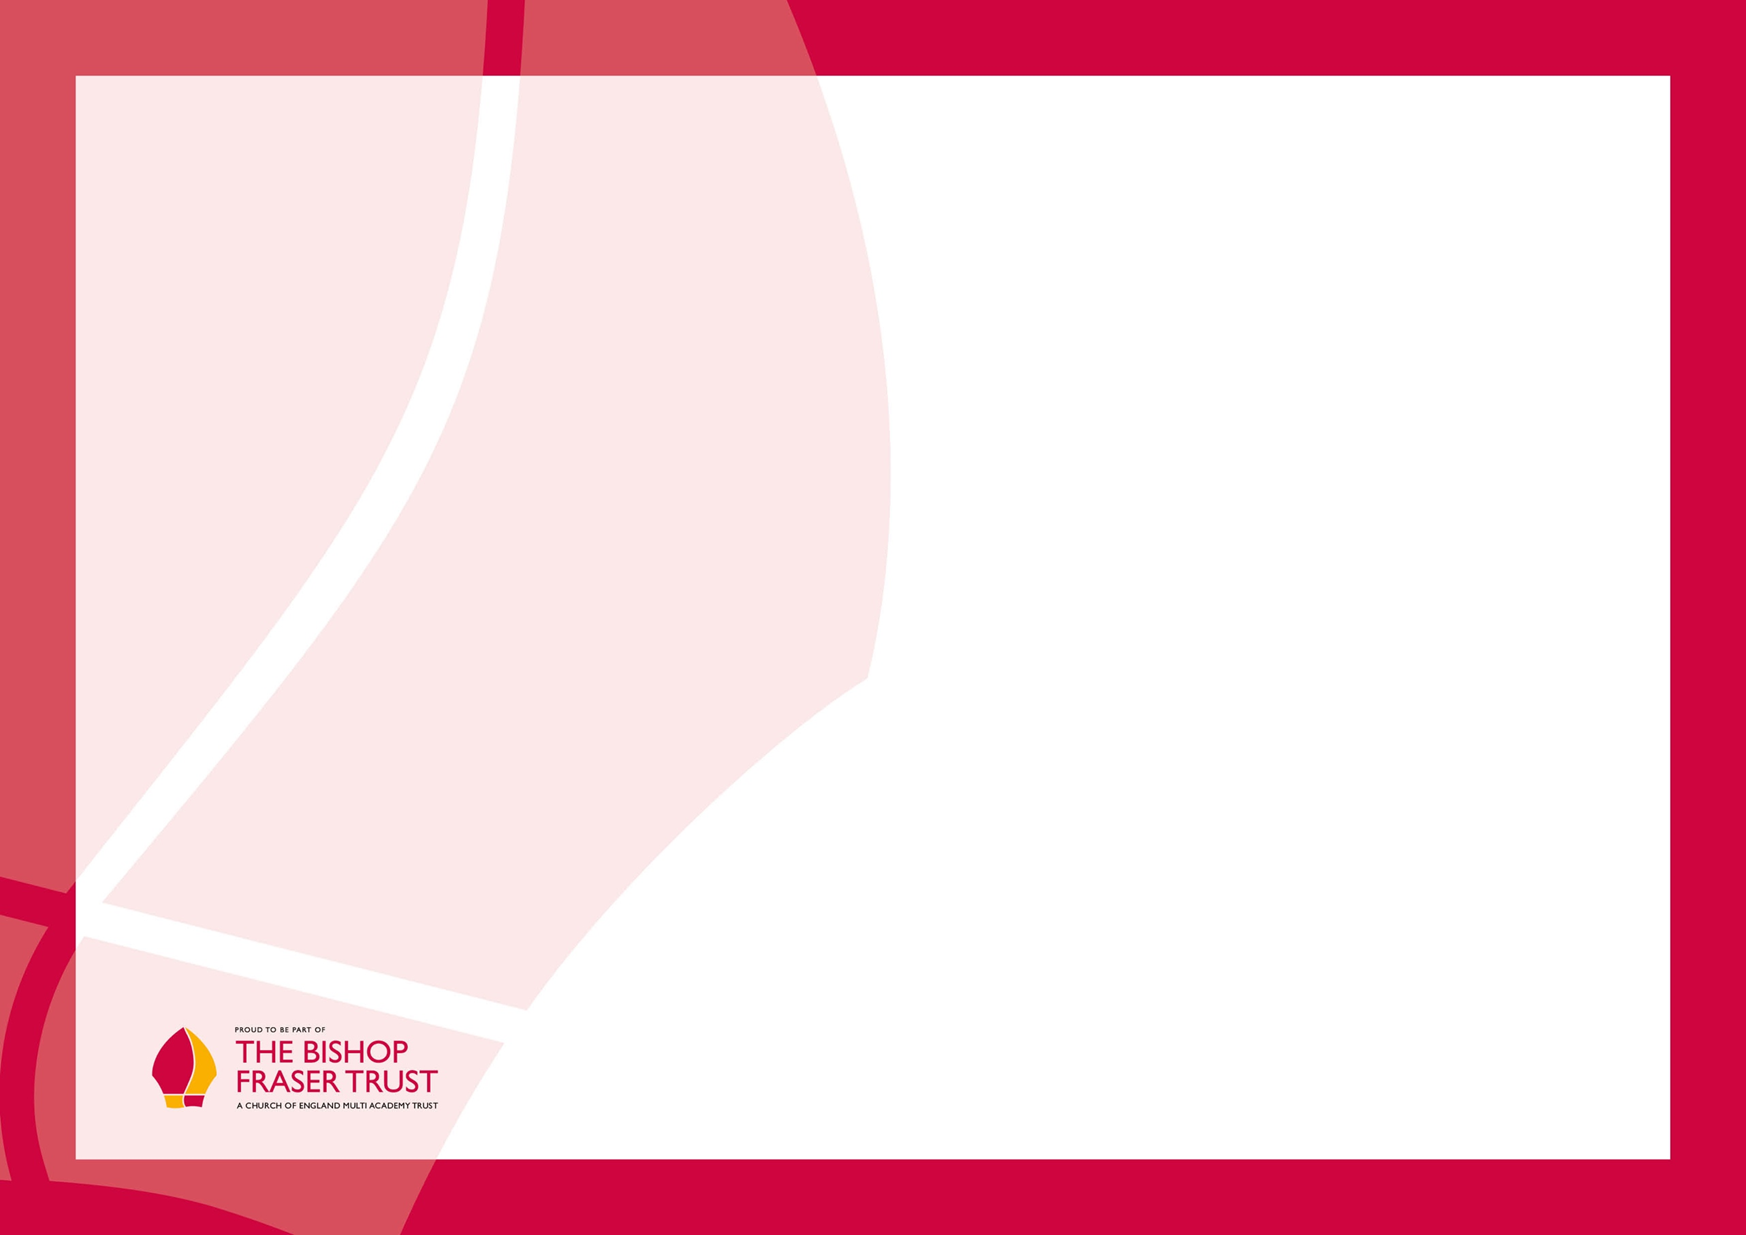 PROUD TO BE PART OF
THE BISHOP
FRASER TRUST
A CHURCH OF ENGLAND MULTI ACADEMY TRUST